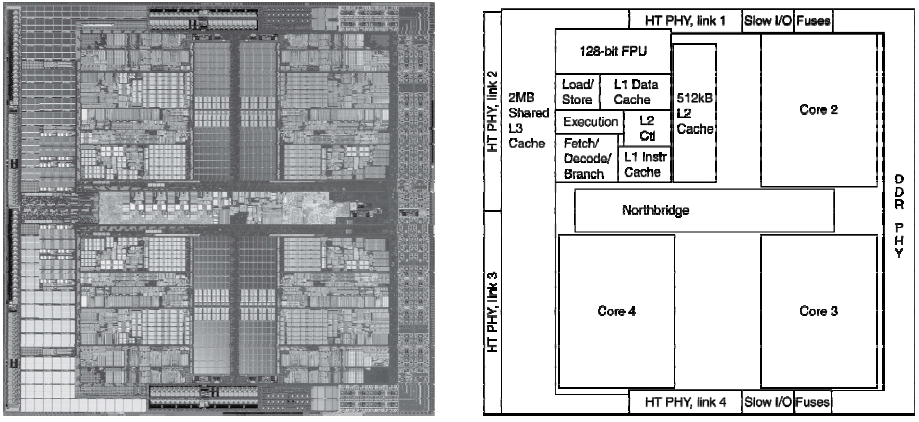 HT PHY, link 1
Slow I/O
Fuses
HT PHY, link 2
2MB
Shared
L3
Cache
128-bit FPU
Load/
Store
L1 Data
Cache
Execution
L2
Ctl
Fetch/
Decode/
Branch
L1 Instr
Cache
512kB
L2
Cache
Core 2
Northbridge
DDR PHY
HT PHY, link 3
Core 4
Core 3
HT PHY, link 4
Slow I/O
Fuses